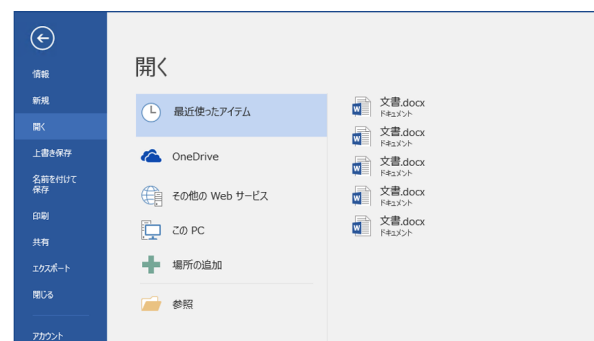 情報
新規
開く
上書き保存
名前を付けて
保存
印刷
共有
エクスポート
閉じる
アカウント
開く
最近使ったアイテム
OneDrive
その他の Web サービス
この PC
場所の追加
参照
文書.docx
ドキュメント
文書.docx
ドキュメント
文書.docx
ドキュメント
文書.docx
ドキュメント
文書.docx
ドキュメント